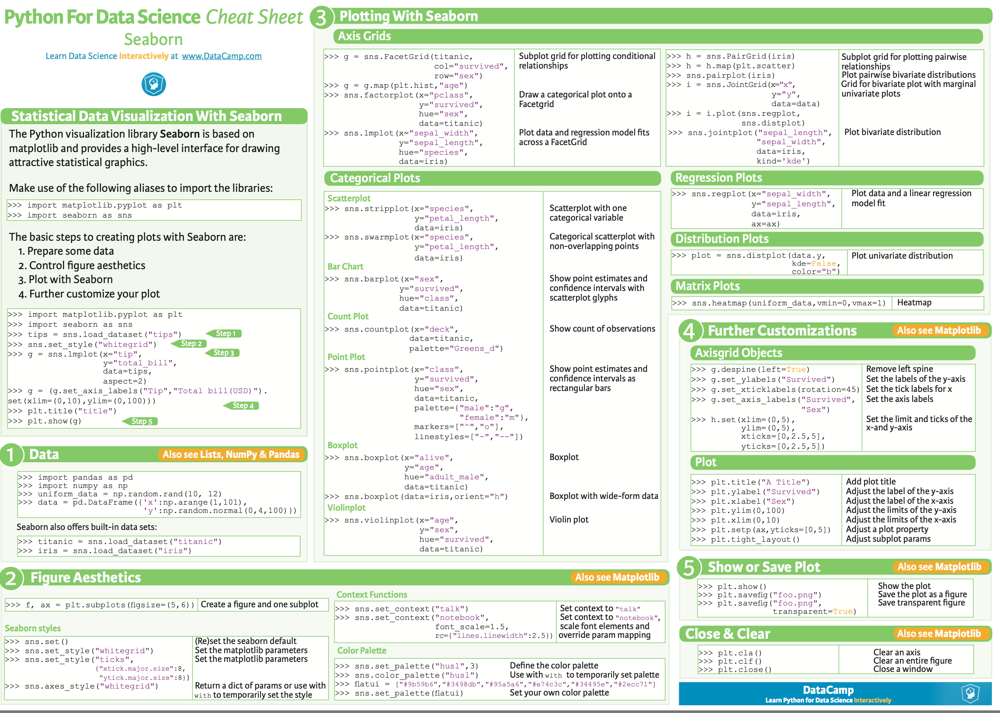 Python For Data Science Cheat Sheet
Seaborn
Learn Data Science Interactively at www.DataCamp.com
Statistical Data Visualization With Seaborn
The Python visualization library Seaborn is based on
matplotlib and provides a high-level interface for drawing
attractive statistical graphics.
Make use of the following aliases to import the libraries:
>>> import matplotlib.pyplot as plt
>>> import seaborn as sns
The basic steps to creating plots with Seaborn are:
1. Prepare some data
2. Control figure aesthetics
3. Plot with Seaborn
4. Further customize your plot
>>> import matplotlib.pyplot as plt
>>> import seaborn as sns
>>> tips = sns.load_dataset("tips") Step 1
>>> sns.set_style("whitegrid") Step 2
>>> g = sns.lmplot(x="tip", Step 3
y="total_bill",
data=tips,
aspect=2)
>>> g = (g.set_axis_labels("Tip","Total bill(USD)").
set(xlim=(0,10),ylim=(0,100)))
Step 4
>>> plt.title("title")
>>> plt.show(g) Step 5
1 Data Also see Lists, NumPy & Pandas
>>> import pandas as pd
>>> import numpy as np
>>> uniform_data = np.random.rand(10, 12)
>>> data = pd.DataFrame({'x':np.arange(1,101),
'y':np.random.normal(0,4,100)})
Seaborn also offers built-in data sets:
>>> titanic = sns.load_dataset("titanic")
>>> iris = sns.load_dataset("iris")
2 Figure Aesthetics Also see Matplotlib
>>> f, ax = plt.subplots(figsize=(5,6)) Create a figure and one subplot
Seaborn styles
>>> sns.set() (Re)set the seaborn default
>>> sns.set_style("whitegrid") Set the matplotlib parameters
>>> sns.set_style("ticks", Set the matplotlib parameters
{"xtick.major.size":8,
"ytick.major.size":8})
>>> sns.axes_style("whitegrid") Return a dict of params or use with
with to temporarily set the style
Context Functions
>>> sns.set_context("talk") Set context to "talk"
>>> sns.set_context("notebook", Set context to "notebook",
font_scale=1.5, scale font elements and
rc={"lines.linewidth":2.5}) override param mapping
Color Palette
>>> sns.set_palette("husl",3) Define the color palette
>>> sns.color_palette("husl") Use with with to temporarily set palette
>>> flatui = ["#9b59b6","#3498db","#95a5a6","#e74c3c","#34495e","#2ecc71"]
>>> sns.set_palette(flatui) Set your own color palette
3 Plotting With Seaborn
Axis Grids
>>> g = sns.FacetGrid(titanic, Subplot grid for plotting conditional
col="survived", relationships
row="sex")
>>> g = g.map(plt.hist,"age")
>>> sns.factorplot(x="pclass", Draw a categorical plot onto a
y="survived", Facetgrid
hue="sex",
data=titanic)
>>> sns.lmplot(x="sepal_width", Plot data and regression model fits
y="sepal_length", across a FacetGrid
hue="species",
data=iris)
>>> h = sns.PairGrid(iris) Subplot grid for plotting pairwise
>>> h = h.map(plt.scatter) relationships
>>> sns.pairplot(iris) Plot pairwise bivariate distributions
>>> i = sns.JointGrid(x="x", Grid for bivariate plot with marginal
y="y", univariate plots
data=data)
>>> i = i.plot(sns.regplot,
sns.distplot)
>>> sns.jointplot("sepal_length", Plot bivariate distribution
"sepal_width",
data=iris,
kind='kde')
Categorical Plots
Scatterplot
>>> sns.stripplot(x="species", Scatterplot with one
y="petal_length", categorical variable
data=iris)
>>> sns.swarmplot(x="species", Categorical scatterplot with
y="petal_length", non-overlapping points
data=iris)
Bar Chart
>>> sns.barplot(x="sex", Show point estimates and
y="survived", confidence intervals with
hue="class", scatterplot glyphs
data=titanic)
Count Plot
>>> sns.countplot(x="deck", Show count of observations
data=titanic,
palette="Greens_d")
Point Plot
>>> sns.pointplot(x="class", Show point estimates and
y="survived", confidence intervals as
hue="sex", rectangular bars
data=titanic,
palette={"male":"g",
"female":"m"},
markers=["^","o"],
linestyles=["-","--"])
Boxplot
>>> sns.boxplot(x="alive", Boxplot
y="age",
hue="adult_male",
data=titanic)
>>> sns.boxplot(data=iris,orient="h") Boxplot with wide-form data
Violinplot
>>> sns.violinplot(x="age", Violin plot
y="sex",
hue="survived",
data=titanic)
Regression Plots
>>> sns.regplot(x="sepal_width", Plot data and a linear regression
y="sepal_length", model fit
data=iris,
ax=ax)
Distribution Plots
>>> plot = sns.distplot(data.y, Plot univariate distribution
kde=False,
color="b")
Matrix Plots
>>> sns.heatmap(uniform_data,vmin=0,vmax=1) Heatmap
4 Further Customizations Also see Matplotlib
Axisgrid Objects
>>> g.despine(left=True) Remove left spine
>>> g.set_ylabels("Survived") Set the labels of the y-axis
>>> g.set_xticklabels(rotation=45) Set the tick labels for x
>>> g.set_axis_labels("Survived", Set the axis labels
"Sex")
>>> h.set(xlim=(0,5), Set the limit and ticks of the
ylim=(0,5), x-and y-axis
xticks=[0,2.5,5],
yticks=[0,2.5,5])
Plot
>>> plt.title("A Title") Add plot title
>>> plt.ylabel("Survived") Adjust the label of the y-axis
>>> plt.xlabel("Sex") Adjust the label of the x-axis
>>> plt.ylim(0,100) Adjust the limits of the y-axis
>>> plt.xlim(0,10) Adjust the limits of the x-axis
>>> plt.setp(ax,yticks=[0,5]) Adjust a plot property
>>> plt.tight_layout() Adjust subplot params
5 Show or Save Plot Also see Matplotlib
>>> plt.show() Show the plot
>>> plt.savefig("foo.png") Save the plot as a figure
>>> plt.savefig("foo.png", Save transparent figure
transparent=True)
Close & Clear Also see Matplotlib
>>> plt.cla() Clear an axis
>>> plt.clf() Clear an entire figure
>>> plt.close() Close a window
DataCamp
Learn Python for Data Science Interactively